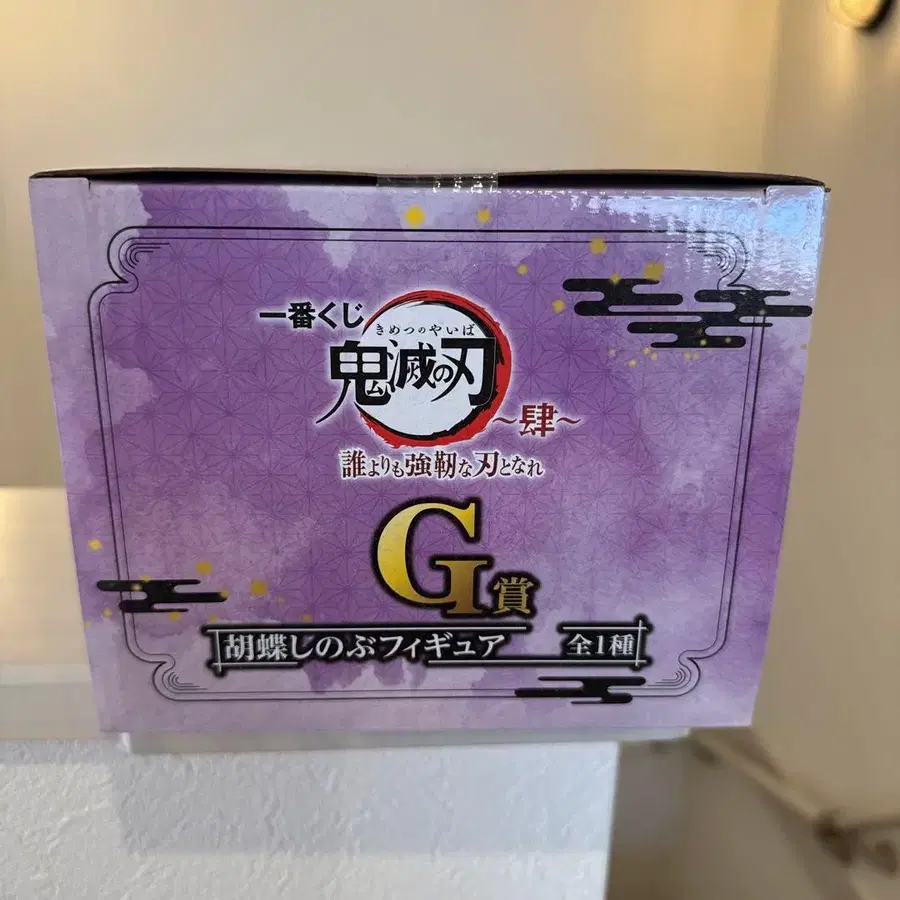 一番くじ
きめつのやいば
鬼滅の刃
～肆～
誰よりも強靭な刃となれ
G賞
胡蝶しのぶフィギュア 全1種